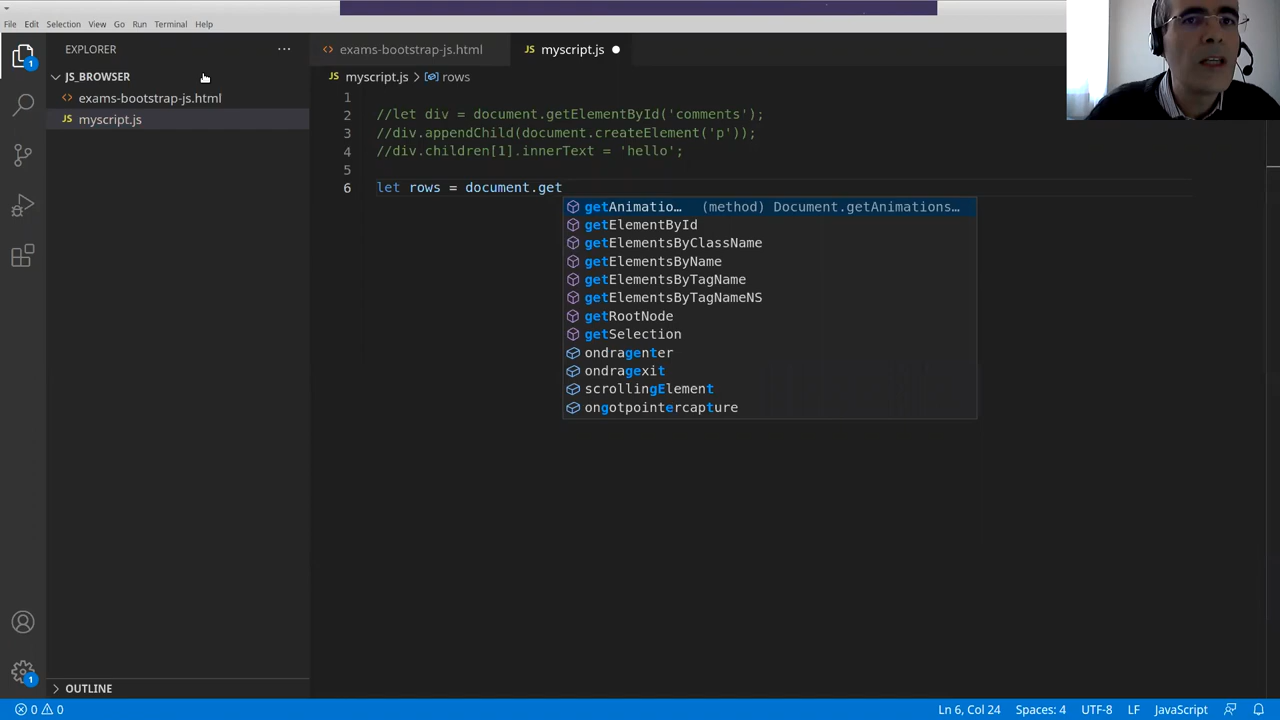 File Edit Selection View Go Run Terminal Help
EXPLORER ...
exams-bootstrap-js.html
JS myscript.js
JS_BROWSER
JS myscript.js > rows
exams-bootstrap-js.html
JS myscript.js
1
2 //let div = document.getElementById('comments');
3 //div.appendChild(document.createElement('p'));
4 //div.children[1].innerText = 'hello';
5
6 let rows = document.get
getAnimatio… (method) Document.getAnimations…
getElementById
getElementsByClassName
getElementsByName
getElementsByTagName
getElementsByTagNameNS
getRootNode
getSelection
ondragenter
ondragexit
scrollingElement
ongotpointercapture
1
1
OUTLINE
0 0
Ln 6, Col 24 Spaces: 4 UTF-8 LF JavaScript